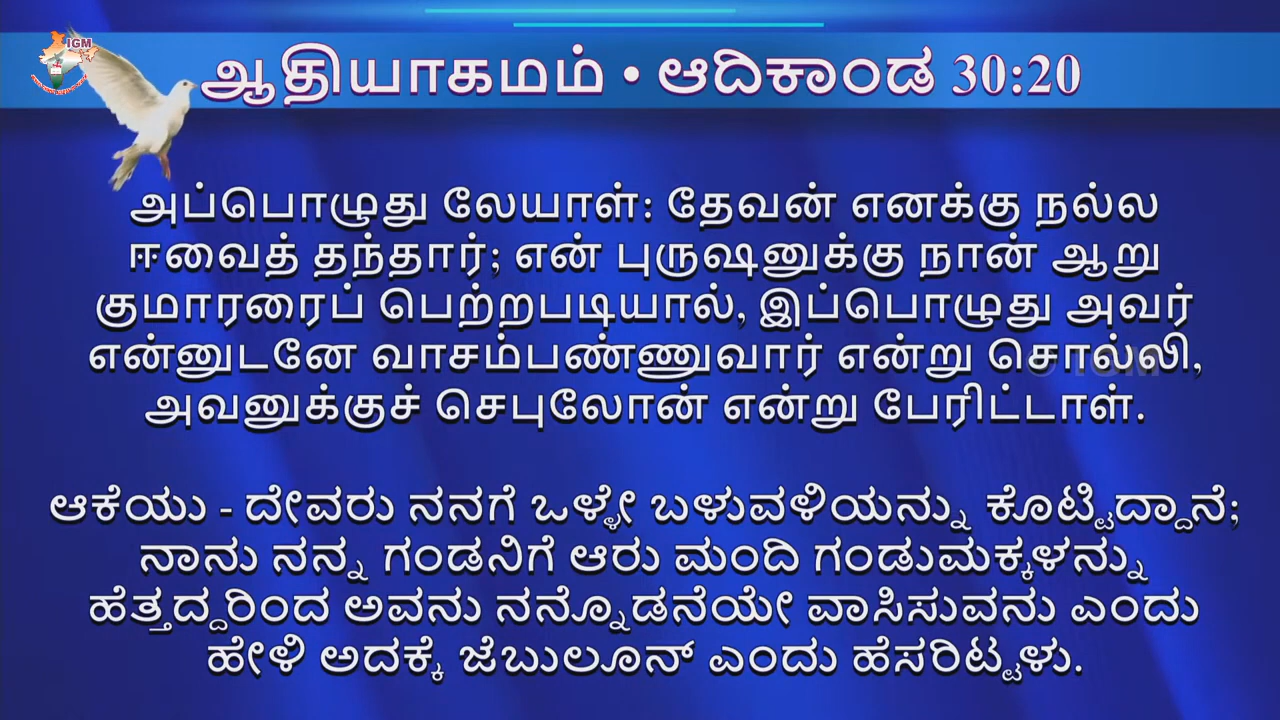 IGM
ஆதியாகமம் • ಆದಿಕಾಂಡ 30:20
அப்பொழுது லேயாள்: தேவன் எனக்கு நல்ல
ஈவைத் தந்தார்; என் புருஷனுக்கு நான் ஆறு
குமாரரைப் பெற்றபடியால், இப்பொழுது அவர்
என்னுடனே வாசம்பண்ணுவார் என்று சொல்லி,
அவனுக்குச் செபுலோன் என்று பேரிட்டாள்.
© IGM
ಆಕೆಯು - ದೇವರು ನನಗೆ ಒಳ್ಳೇ ಬಳುವಳಿಯನ್ನು ಕೊಟ್ಟಿದ್ದಾನೆ;
ನಾನು ನನ್ನ ಗಂಡನಿಗೆ ಆರು ಮಂದಿ ಗಂಡುಮಕ್ಕಳನ್ನು
ಹೆತ್ತದ್ದರಿಂದ ಅವನು ನನ್ನೊಡನೆಯೇ ವಾಸಿಸುವನು ಎಂದು
ಹೇಳಿ ಅದಕ್ಕೆ ಜೆಬುಲೂನ್ ಎಂದು ಹೆಸರಿಟ್ಟಳು.